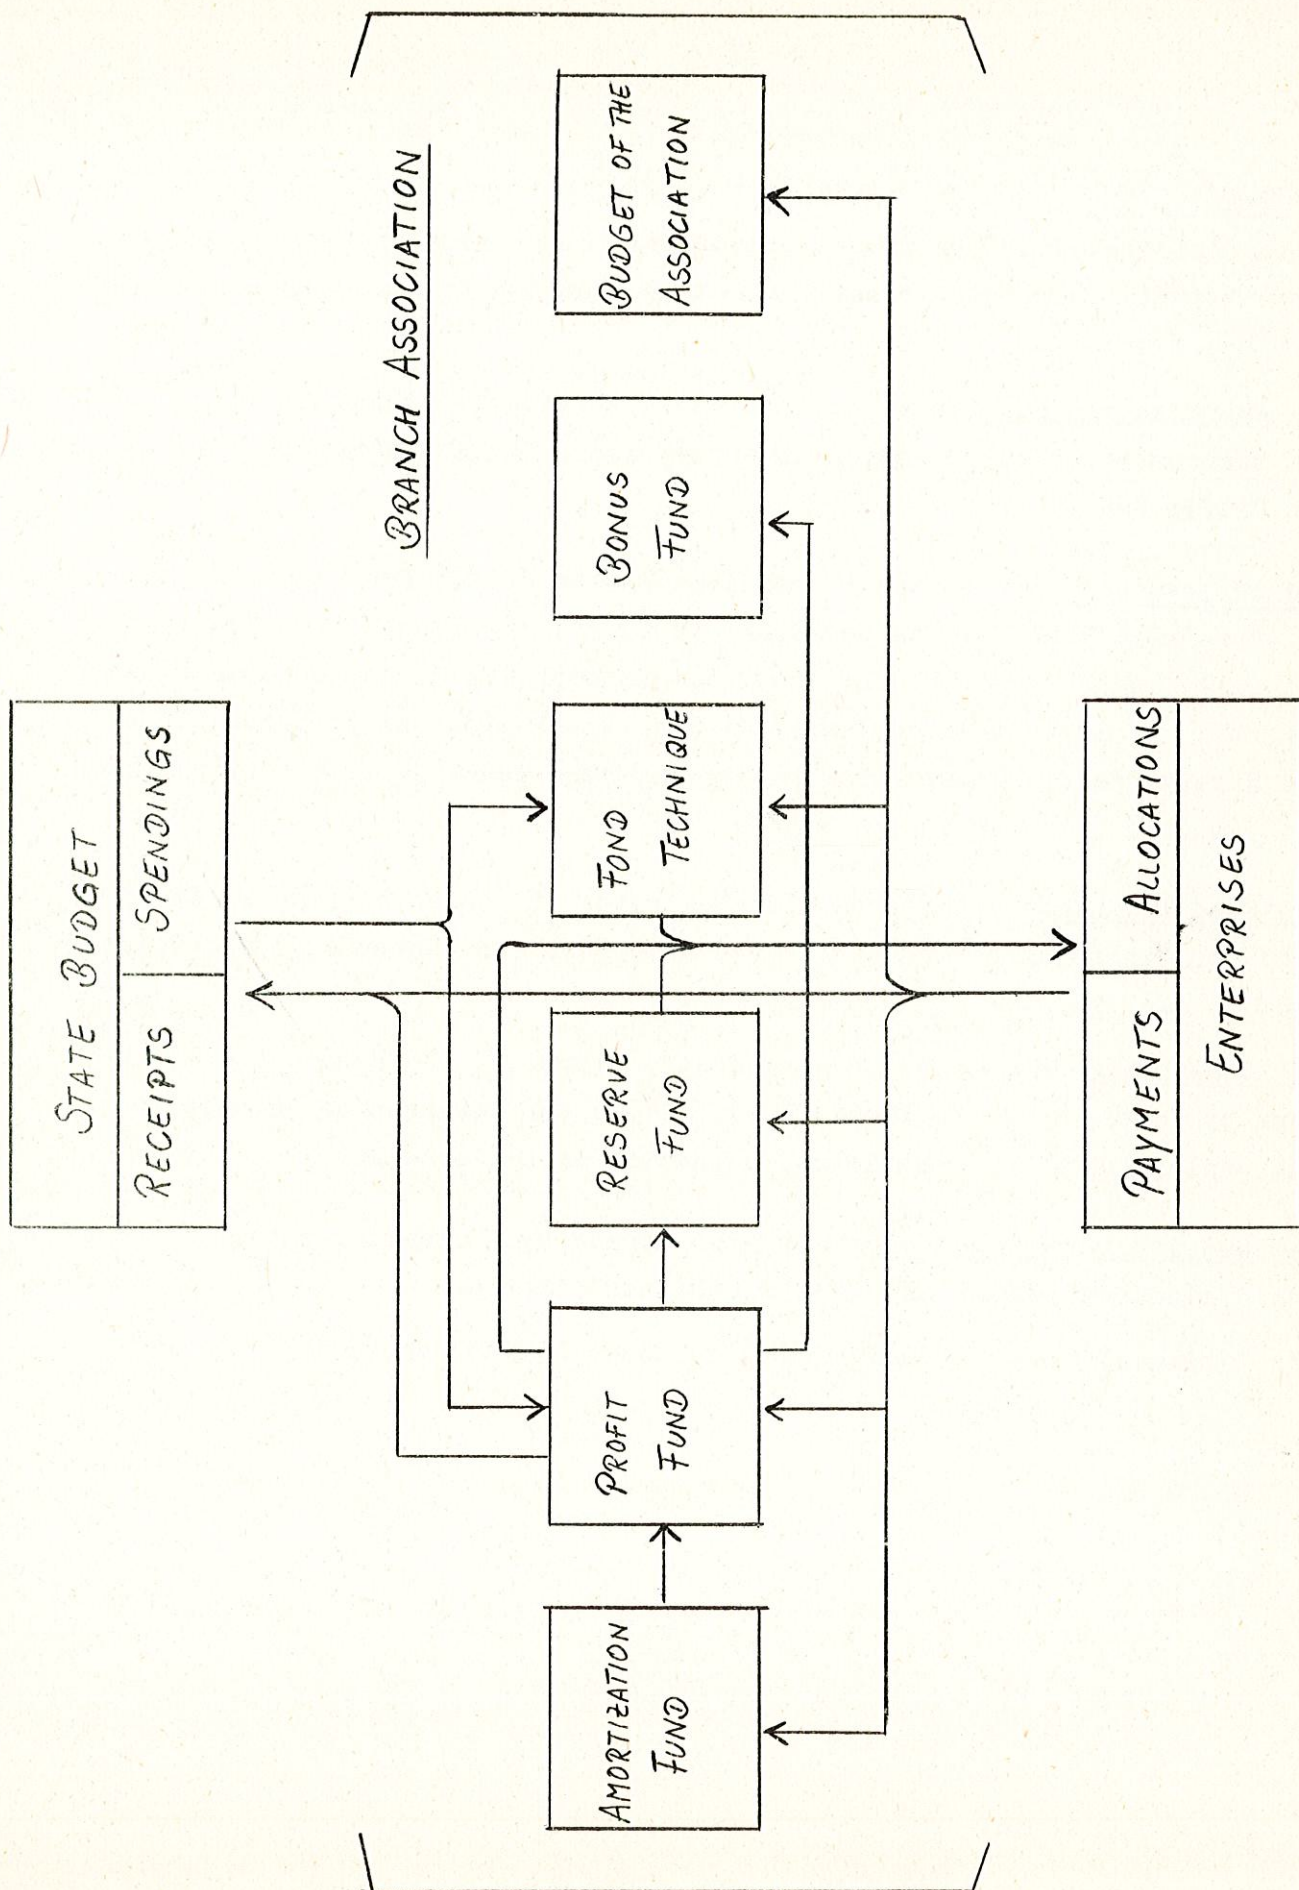 STATE BUDGET
RECEIPTS
SPENDINGS
BRANCH ASSOCIATION
AMORTIZATION
FUND
PROFIT
FUND
RESERVE
FUND
FOND
TECHNIQUE
BONUS
FUND
BUDGET OF THE
ASSOCIATION
PAYMENTS
ALLOCATIONS
ENTERPRISES